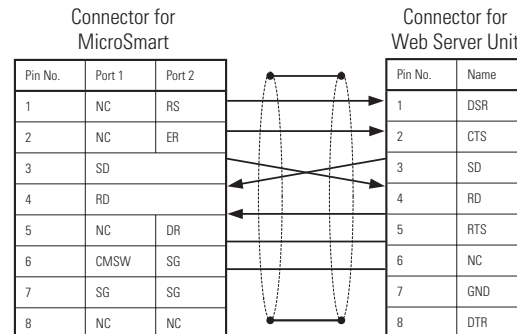 Connector for
MicroSmart
Connector for
Web Server Unit
Pin No. Port 1 Port 2
1 NC RS
2 NC ER
3 SD
4 RD
5 NC DR
6 CMSW SG
7 SG SG
8 NC NC
Pin No. Name
1 DSR
2 CTS
3 SD
4 RD
5 RTS
6 NC
7 GND
8 DTR